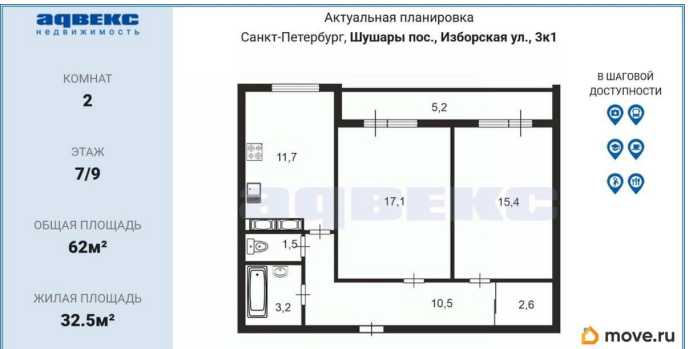 адвекс
недвижимость
КОМНАТ
2
ЭТАЖ
7/9
ОБЩАЯ ПЛОЩАДЬ
62м²
ЖИЛАЯ ПЛОЩАДЬ
32.5м²
Актуальная планировка
Санкт-Петербург, Шушары пос., Изборская ул., 3к1
В ШАГОВОЙ
ДОСТУПНОСТИ
5,2
11,7
17,1
15,4
адвекс
1,5
3,2
10,5
2,6
move.ru